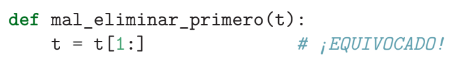 def mal_eliminar_primero(t):
    t = t[1:]                # ¡EQUIVOCADO!